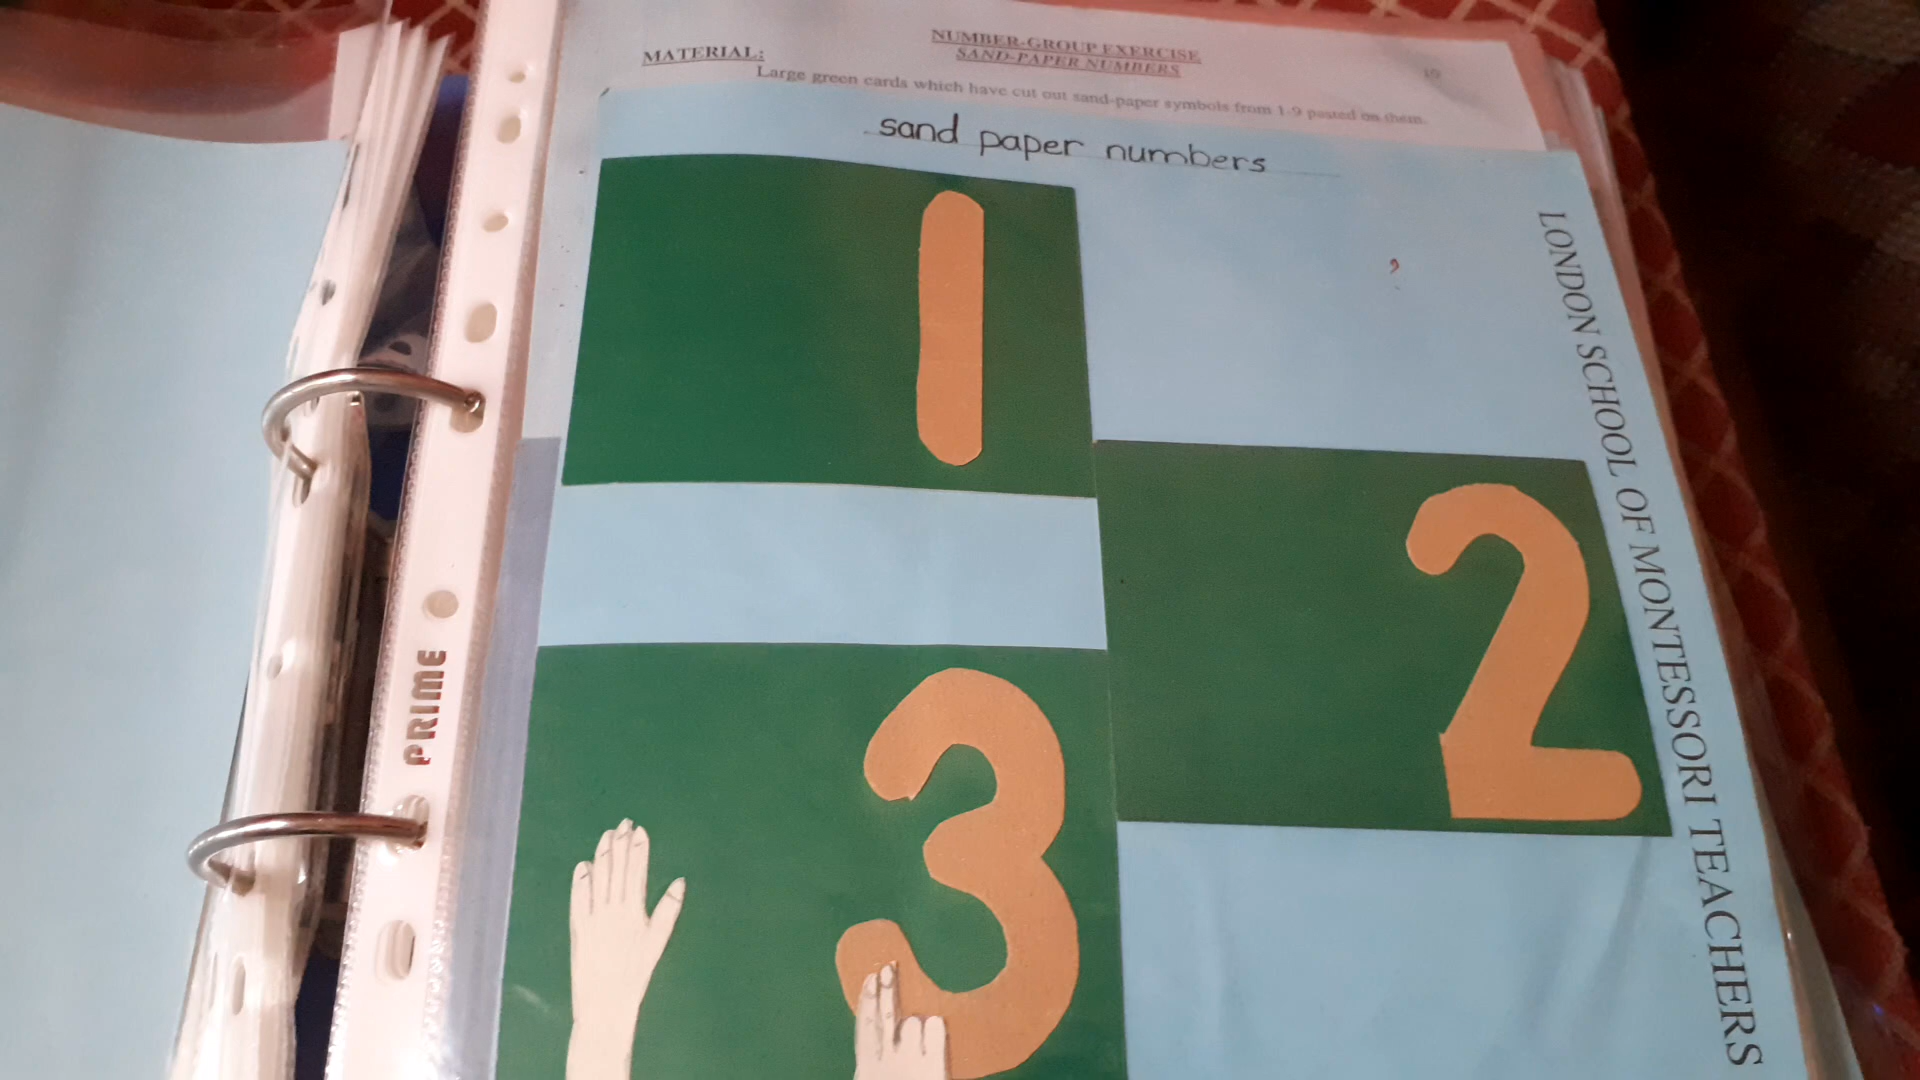 NUMBER-GROUP EXERCISE
SAND-PAPER NUMBERS
10
MATERIAL:
Large green cards which have cut out sand-paper symbols from 1-9 pasted on them.
sand paper numbers
1
2
3
LONDON SCHOOL OF MONTESSORI TEACHERS
PRIME